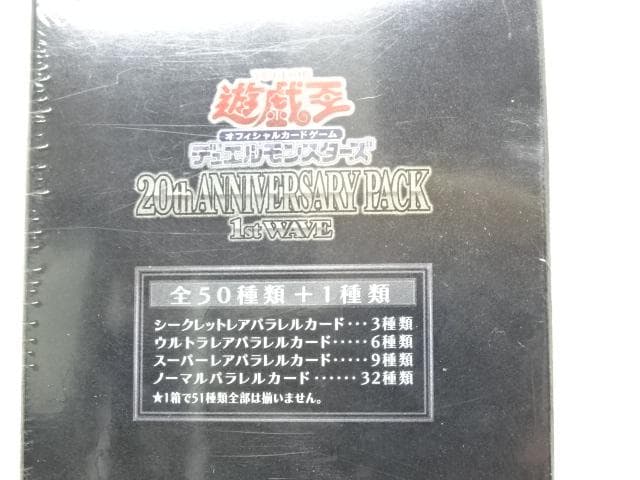 遊戯王
オフィシャルカードゲーム
デュエルモンスターズ
20th ANNIVERSARY PACK
1st WAVE
全50種類+1種類
シークレットレアパラレルカード・・・3種類
ウルトラレアパラレルカード・・・・・6種類
スーパーレアパラレルカード・・・・・9種類
ノーマルパラレルカード・・・・・・32種類
★1箱で51種類全部は揃いません。